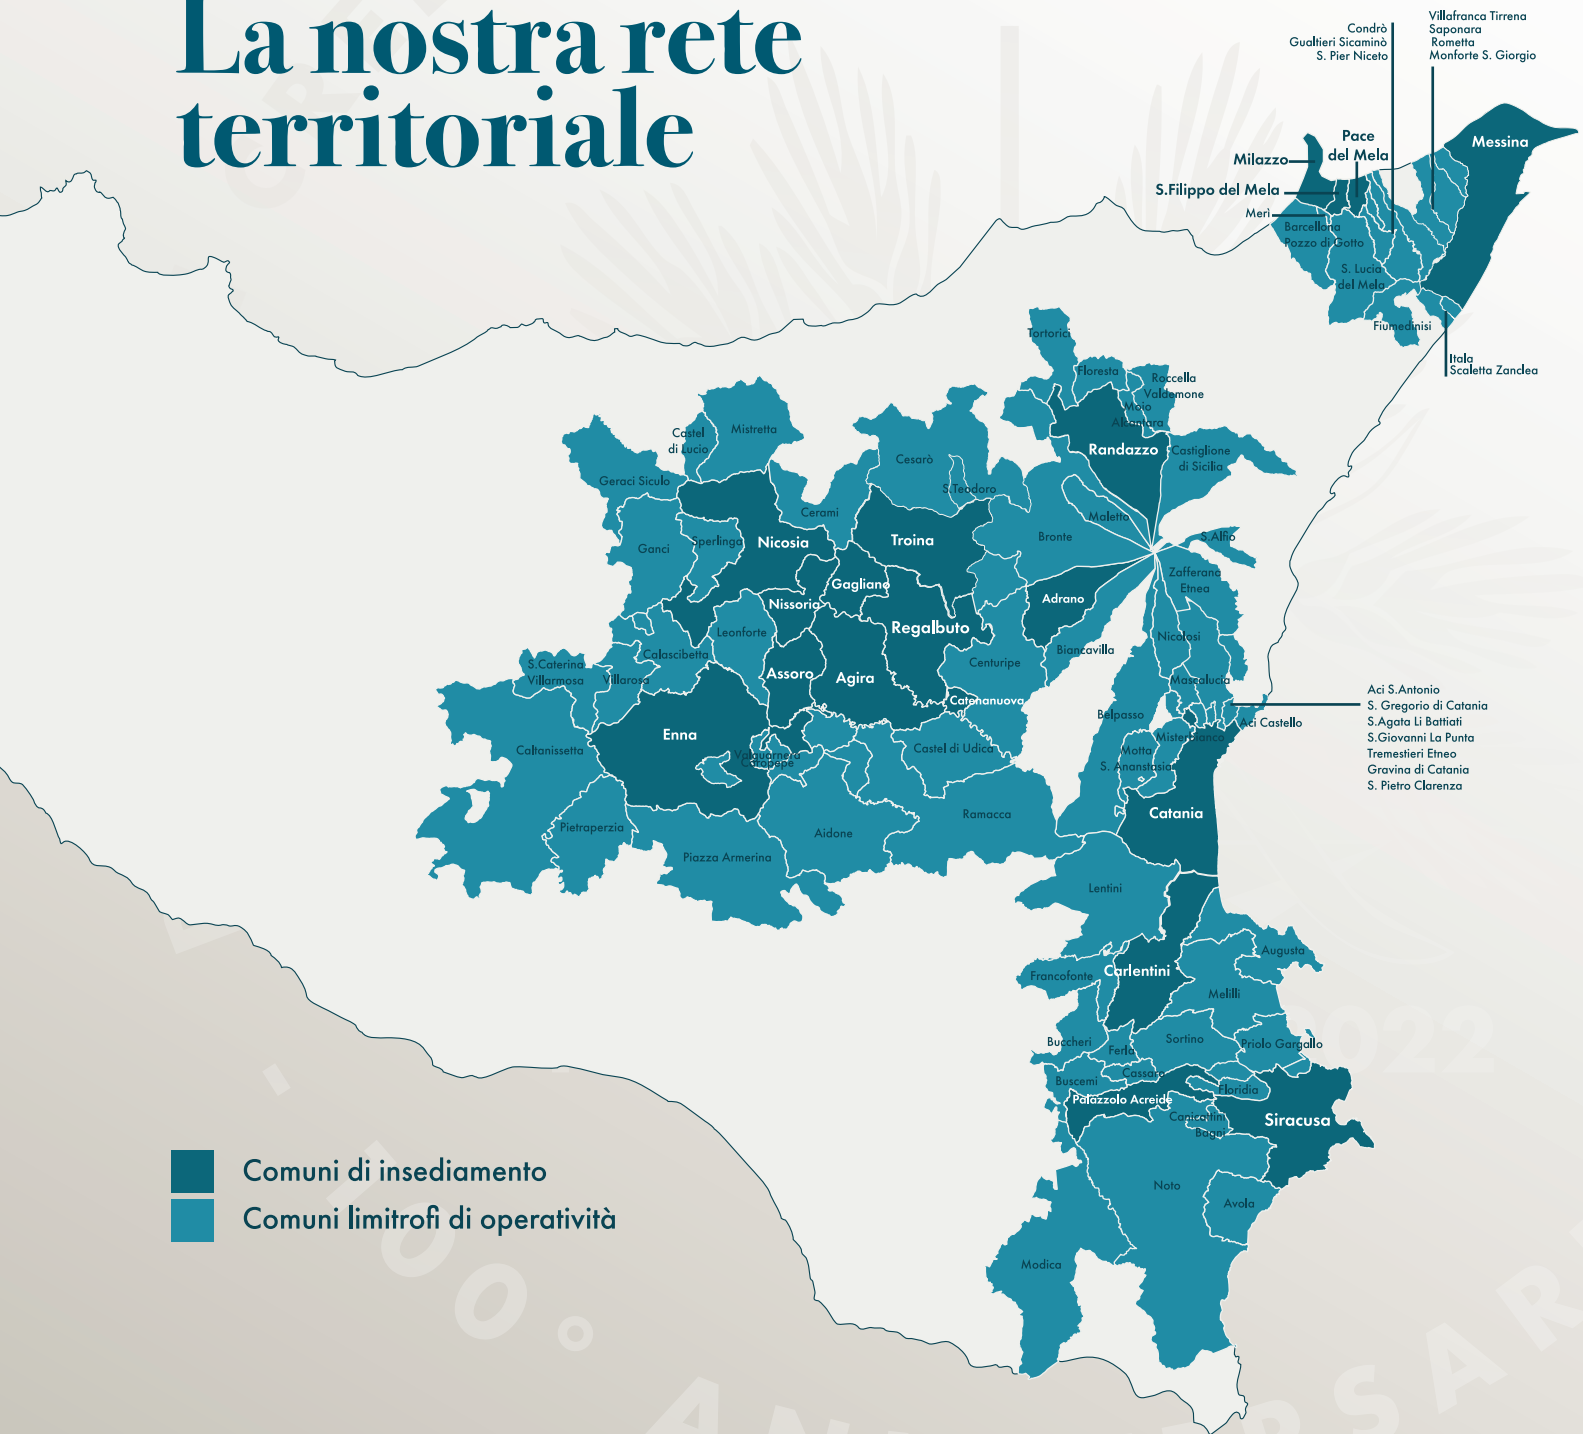 La nostra rete
territoriale
Condrò
Gualtieri Sicaminò
S. Pier Niceto
Villafranca Tirrena
Saponara
Rometta
Monforte S. Giorgio
Messina
Pace
del Mela
Milazzo
S.Filippo del Mela
Merì
Barcellona
Pozzo di Gotto
S. Lucia
del Mela
Fiumedinisi
Itala
Scaletta Zanclea
Tortorici
Floresta
Roccella
Valdemone
Moio
Alcantara
Randazzo
Castiglione
di Sicilia
Mistretta
Castel
di Lucio
Geraci Siculo
Cesarò
S.Teodoro
Cerami
Maletto
Bronte
S.Alfio
Ganci
Sperlinga
Nicosia
Troina
Gagliano
Zafferana
Etnea
Adrano
Nissoria
Regalbuto
Leonforte
Nicolosi
Calascibetta
Biancavilla
Centuripe
S.Caterina
Villarmosa
Villarosa
Assoro
Agira
Mascalucia
Catenanuova
Belpasso
Aci Castello
Aci S.Antonio
S. Gregorio di Catania
S.Agata Li Battiati
S.Giovanni La Punta
Tremestieri Etneo
Gravina di Catania
S. Pietro Clarenza
Enna
Caltanissetta
Valguarnera
Caropepe
Castel di Udica
Misterbianco
Motta
S. Ananstasia
Catania
Ramacca
Pietraperzia
Aidone
Piazza Armerina
Lentini
Augusta
Francofonte
Carlentini
Melilli
Buccheri
Ferla
Sortino
Priolo Gargallo
Buscemi
Cassaro
Floridia
Palazzolo Acreide
Canicattini
Bagni
Siracusa
Noto
Avola
Modica
Comuni di insediamento
Comuni limitrofi di operatività
2022
100°